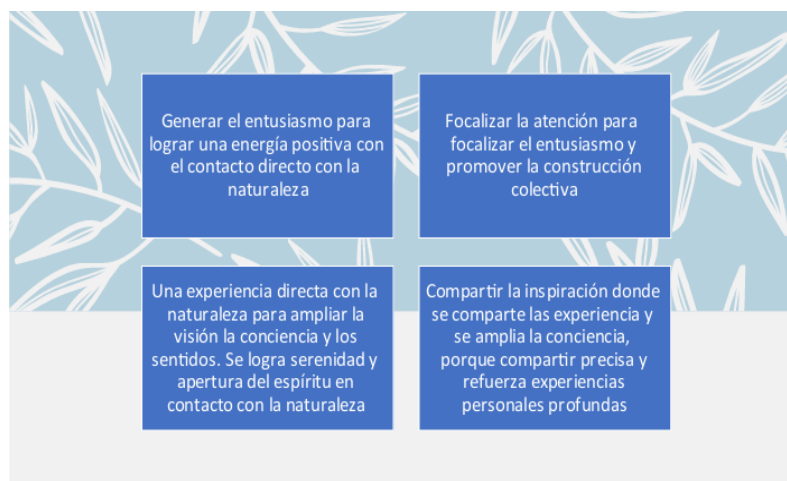 Generar el entusiasmo para
lograr una energía positiva con
el contacto directo con la
naturaleza
Focalizar la atención para
focalizar el entusiasmo y
promover la construcción
colectiva
Una experiencia directa con la
naturaleza para ampliar la
visión la conciencia y los
sentidos. Se logra serenidad y
apertura del espíritu en
contacto con la naturaleza
Compartir la inspiración donde
se comparte las experiencia y
se amplia la conciencia,
porque compartir precisa y
refuerza experiencias
personales profundas